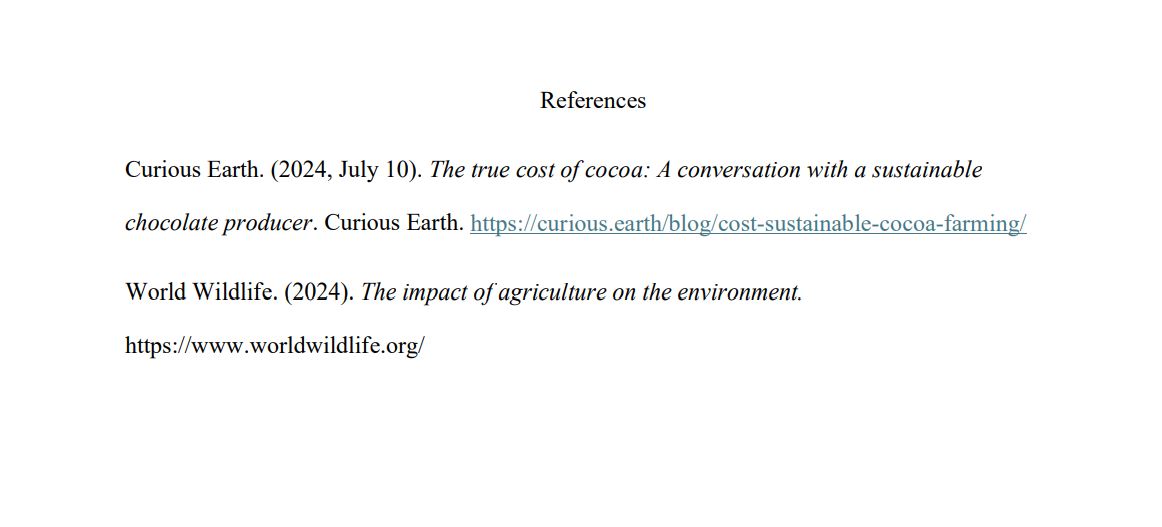 References
Curious Earth. (2024, July 10). The true cost of cocoa: A conversation with a sustainable
chocolate producer. Curious Earth. https://curious.earth/blog/cost-sustainable-cocoa-farming/
World Wildlife. (2024). The impact of agriculture on the environment.
https://www.worldwildlife.org/